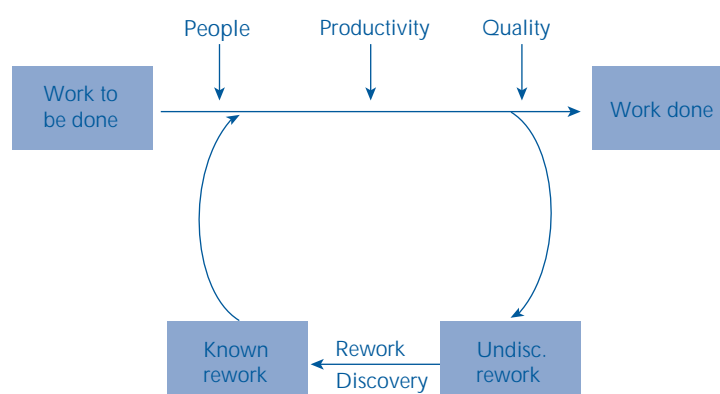 People
Productivity
Quality
Work to
be done
Work done
Known
rework
Rework
Discovery
Undisc.
rework